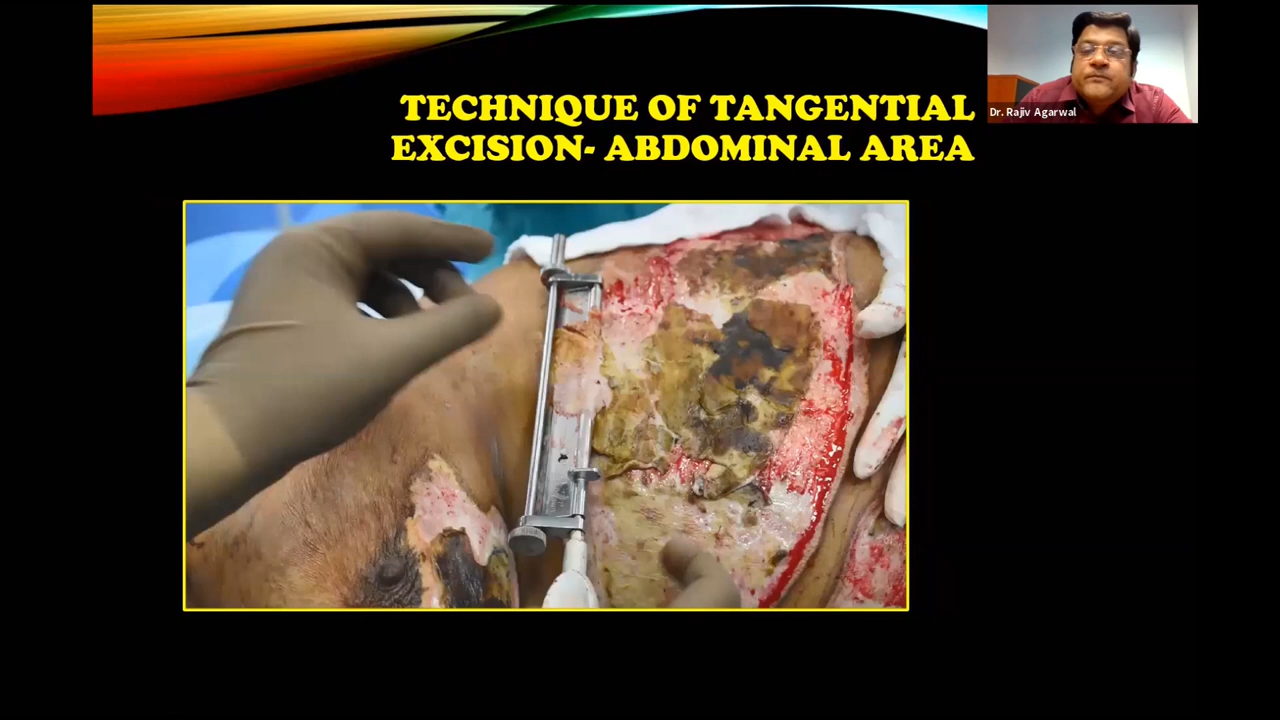 TECHNIQUE OF TANGENTIAL
EXCISION- ABDOMINAL AREA
Dr. Rajiv Agarwal